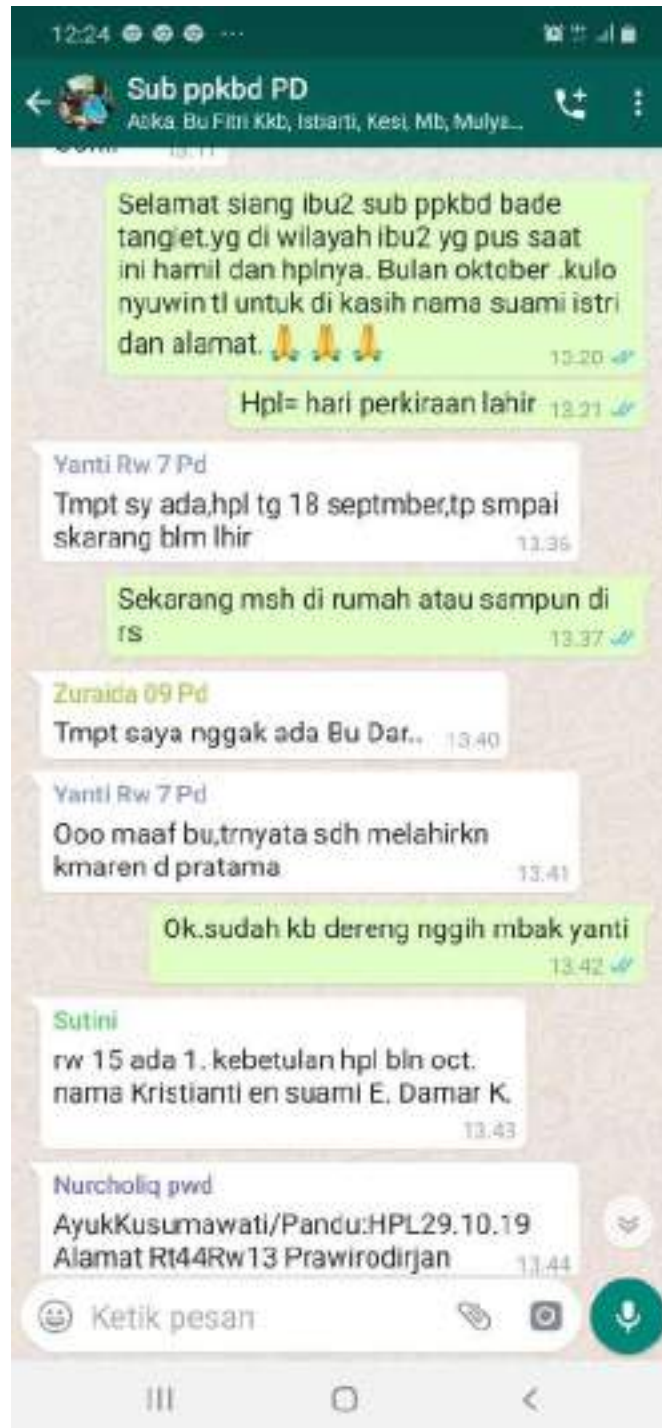 12:24
Sub ppkbd PD
Atika, Bu Fitri Kkb, Istiarti, Kesi, Mb, Mulya...
13.11
Selamat siang ibu2 sub ppkbd bade
tanglet.yg di wilayah ibu2 yg pus saat
ini hamil dan hplnya. Bulan oktober .kulo
nyuwin tl untuk di kasih nama suami istri
dan alamat. 🙏 🙏 🙏
13.20
Hpl= hari perkiraan lahir 13.21
Yanti Rw 7 Pd
Tmpt sy ada,hpl tg 18 septmber,tp smpai
skarang blm lhir
13.36
Sekarang msh di rumah atau sampun di
rs
13.37
Zuraida 09 Pd
Tmpt saya nggak ada Bu Dar.. 13.40
Yanti Rw 7 Pd
Ooo maaf bu,trnyata sdh melahirkn
kmaren d pratama
13.41
Ok.sudah kb dereng nggih mbak yanti
13.42
Sutini
rw 15 ada 1. kebetulan hpl bln oct.
nama Kristianti en suami E. Damar K.
13.43
Nurcholiq pwd
AyukKusumawati/Pandu:HPL29.10.19
Alamat Rt44Rw13 Prawirodirjan 13.44
Ketik pesan